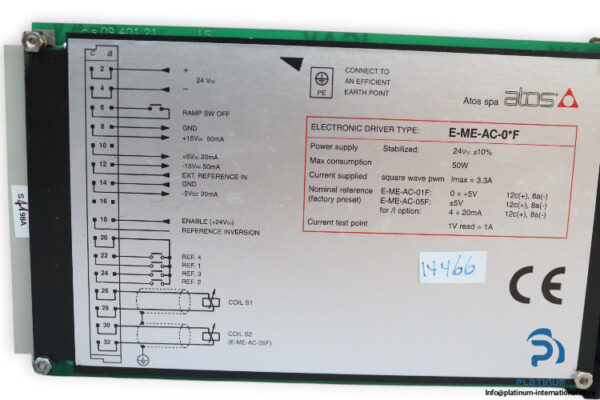 c.s 09.401.21 I S
c a
2 +
24 VDC
4 −
6 RAMP SW OFF
8 GND
10 +15VDC 50mA
12 +5VDC 20mA
-15VDC 50mA
14 EXT. REFERENCE IN
GND
16 -5VDC 20mA
18 ENABLE (+24VDC)
REFERENCE INVERSION
20
22 REF. 4
REF. 1
24 REF. 3
REF. 2
26
28 COIL S1
30 COIL S2
32 (E-ME-AC-05F)
98A
PE
CONNECT TO
AN EFFICIENT
EARTH POINT
Atos spa atos
ELECTRONIC DRIVER TYPE: E-ME-AC-0*F
Power supply Stabilized: 24VDC ±10%
Max consumption 50W
Current supplied square wave pwm Imax = 3.3A
Nominal reference E-ME-AC-01F: 0 ÷ +5V 12c(+), 8a(-)
(factory preset) E-ME-AC-05F: ±5V 12c(+), 8a(-)
for /I option: 4 ÷ 20mA 12c(+), 8a(-)
Current test point 1V read = 1A
14466
CE
PLATINUM
INTERNATIONAL
Info@platinum-international.com